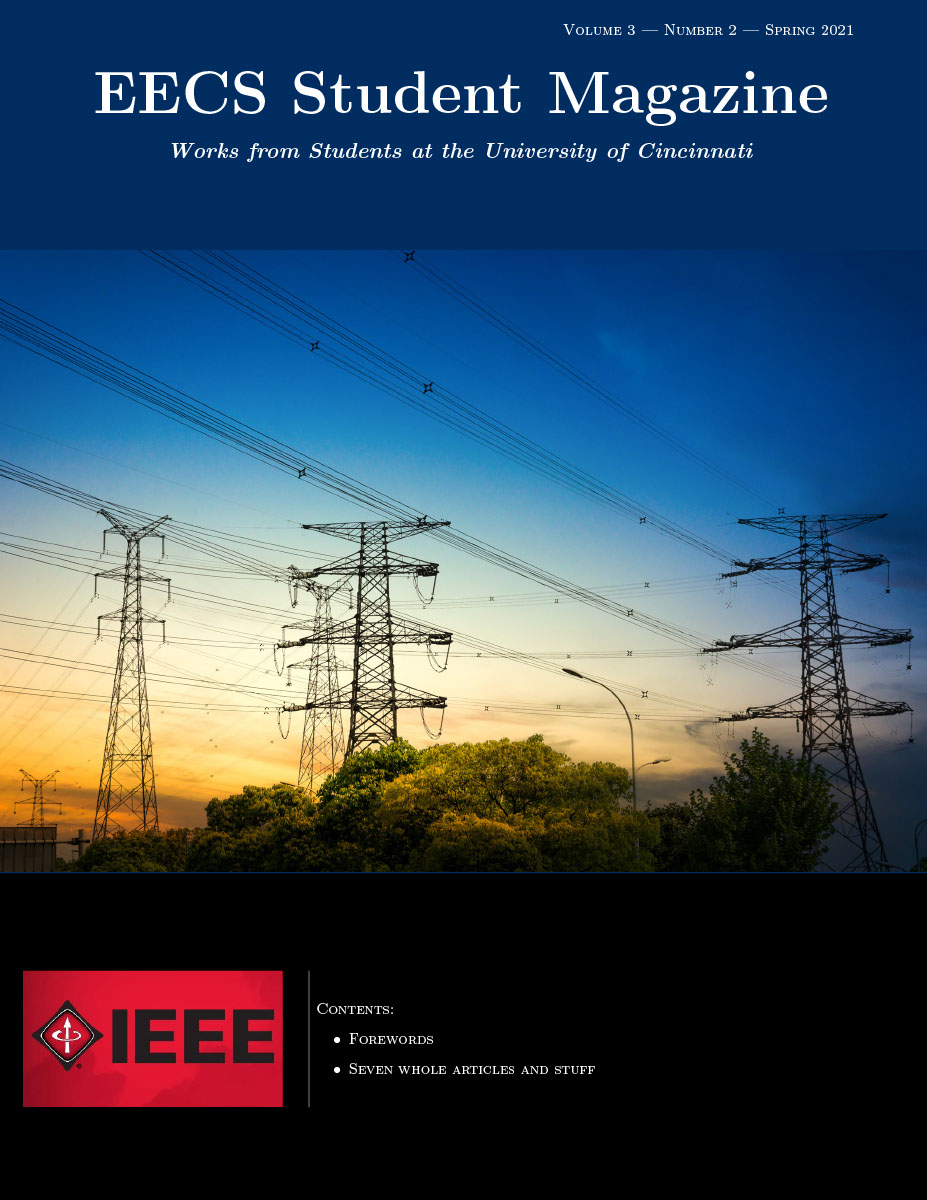 Volume 3 — Number 2 — Spring 2021
EECS Student Magazine
Works from Students at the University of Cincinnati
IEEE
Contents:
• Forewords
• Seven whole articles and stuff